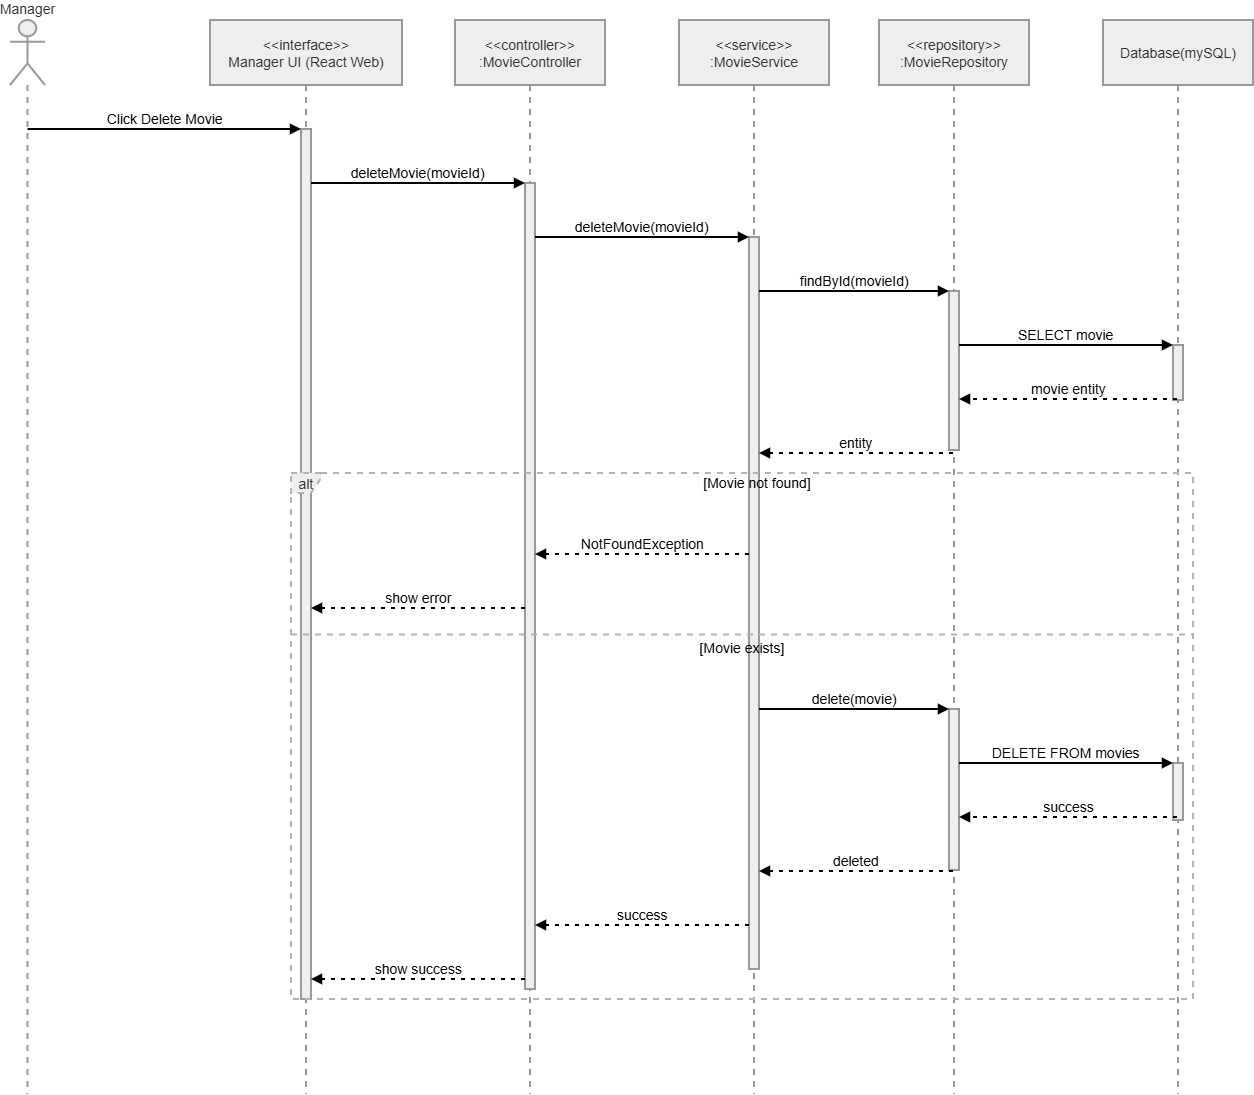 Manager
<<interface>>
Manager UI (React Web)
<<controller>>
:MovieController
<<service>>
:MovieService
<<repository>>
:MovieRepository
Database(mySQL)
Click Delete Movie
deleteMovie(movieId)
deleteMovie(movieId)
findById(movieId)
SELECT movie
movie entity
entity
alt
[Movie not found]
NotFoundException
show error
[Movie exists]
delete(movie)
DELETE FROM movies
success
deleted
success
show success